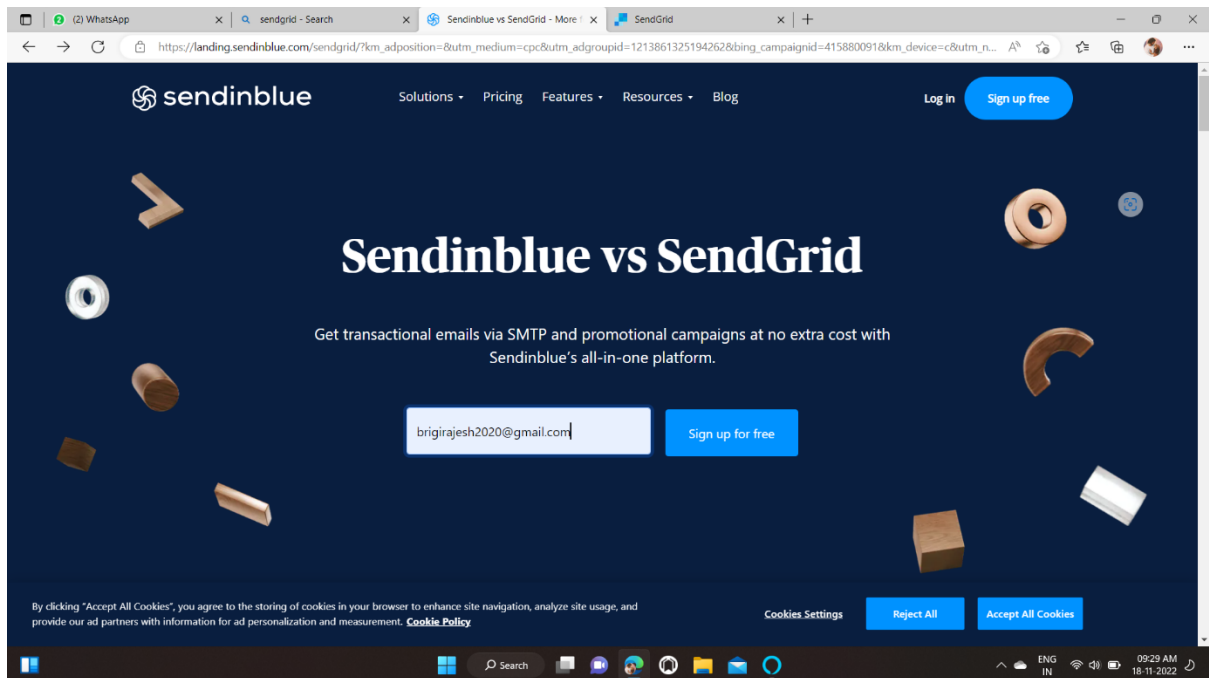 (2) WhatsApp
sendgrid - Search
Sendinblue vs SendGrid - More f
SendGrid
https://landing.sendinblue.com/sendgrid/?km_adposition=&utm_medium=cpc&utm_adgroupid=1213861325194262&bing_campaignid=415880091&km_device=c&utm_n...
sendinblue
Solutions
Pricing
Features
Resources
Blog
Log in
Sign up free
Sendinblue vs SendGrid
Get transactional emails via SMTP and promotional campaigns at no extra cost with
Sendinblue's all-in-one platform.
brigirajesh2020@gmail.com
Sign up for free
By clicking "Accept All Cookies", you agree to the storing of cookies in your browser to enhance site navigation, analyze site usage, and
provide our ad partners with information for ad personalization and measurement. Cookie Policy
Cookies Settings
Reject All
Accept All Cookies
Search
ENG
IN
09:29 AM
18-11-2022